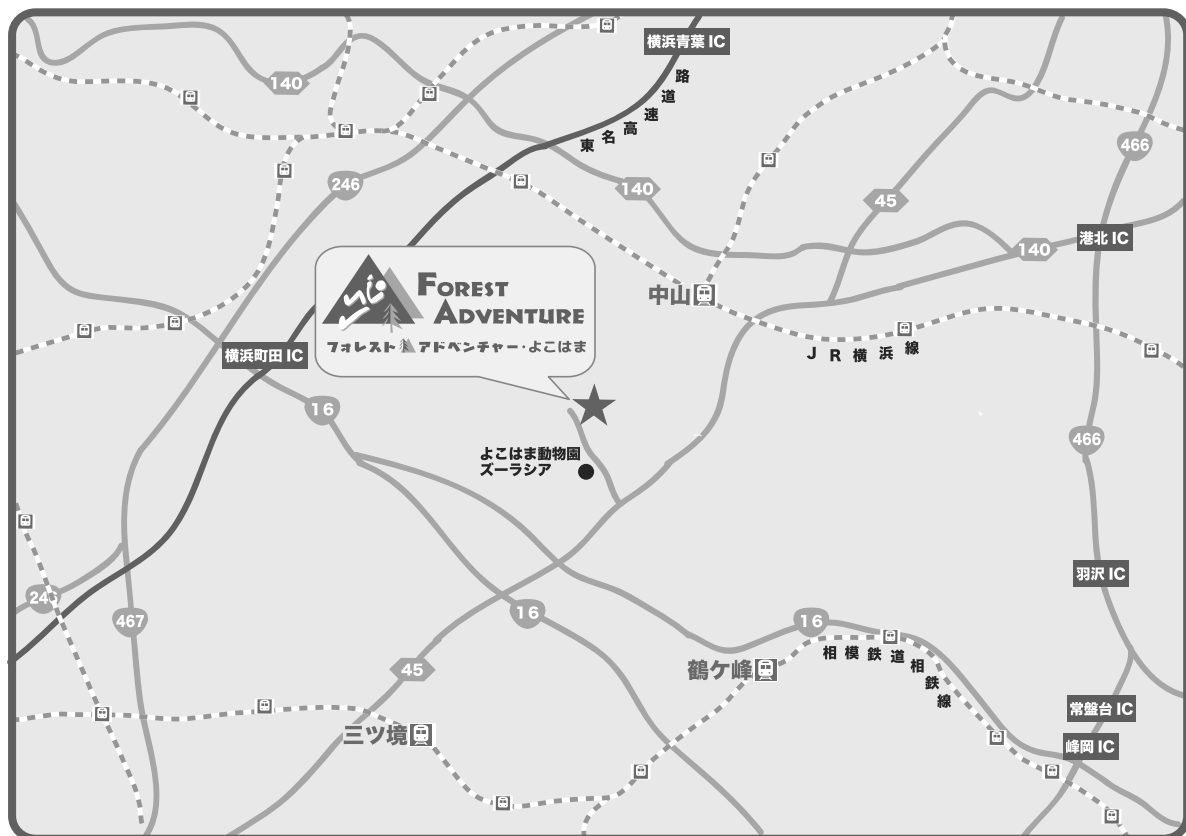 横浜青葉 IC
140
東名高速道路
246
140
466
45
港北 IC
140
FOREST
ADVENTURE
フォレスト アドベンチャー・よこはま
中山
JR横浜線
横浜町田 IC
16
466
よこはま動物園
ズーラシア
羽沢 IC
467
16
16
相模鉄道相鉄線
45
鶴ケ峰
常盤台 IC
三ツ境
峰岡 IC